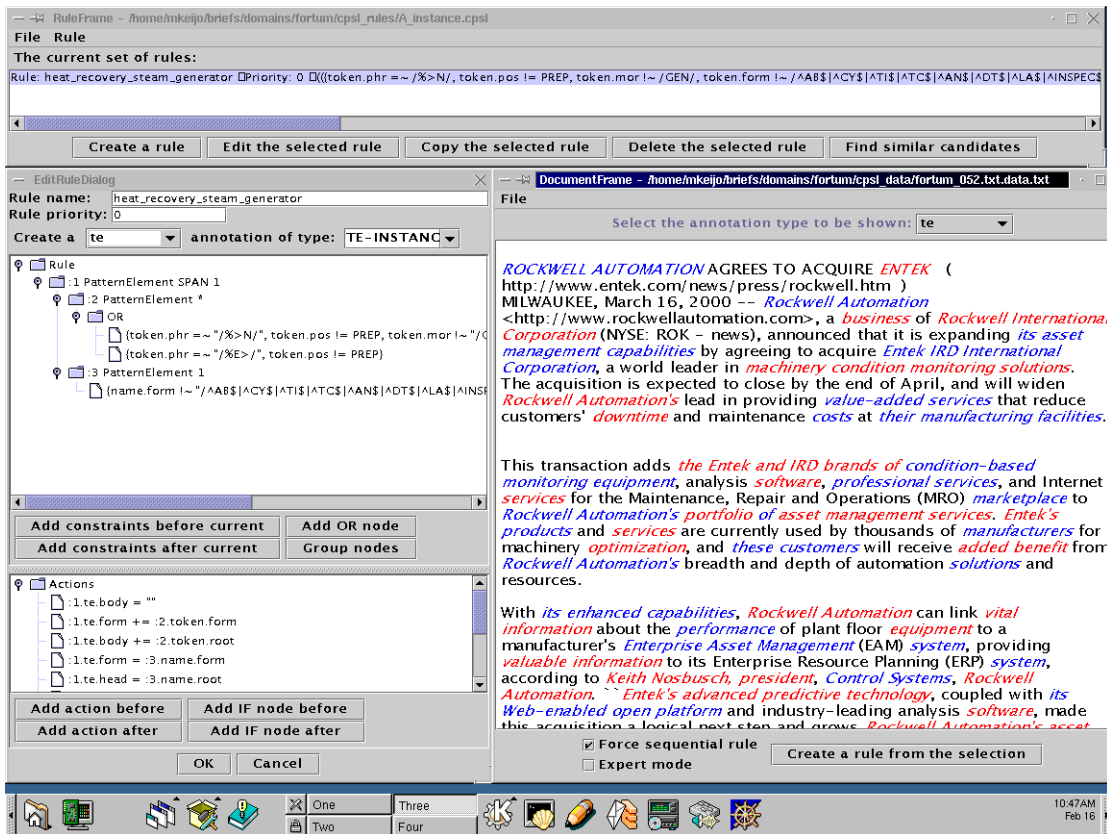 RuleFrame - /home/mkeijo/briefs/domains/fortum/cpsl_rules/A_instance.cpsl
File Rule
The current set of rules:
Rule: heat_recovery_steam_generator □Priority: 0 □(((token.phr =~ /%>N/, token.pos != PREP, token.mor !~ /GEN/, token.form !~ /^AB$|^CY$|^TI$|^TC$|^AN$|^DT$|^LA$|^INSPEC$
Create a rule Edit the selected rule Copy the selected rule Delete the selected rule Find similar candidates
EditRuleDialog
Rule name: heat_recovery_steam_generator
Rule priority: 0
Create a te annotation of type: TE-INSTANC
Rule
:1 PatternElement SPAN 1
:2 PatternElement *
OR
{token.phr =~ "/%>N/", token.pos != PREP, token.mor !~ "/G
{token.phr =~ "/%E>/", token.pos != PREP}
:3 PatternElement 1
{name.form !~ "/^AB$|^CY$|^TI$|^TC$|^AN$|^DT$|^LA$|^INSP
Add constraints before current Add OR node
Add constraints after current Group nodes
Actions
:1.te.body = ""
:1.te.form += :2.token.form
:1.te.body += :2.token.root
:1.te.form = :3.name.form
:1.te.head = :3.name.form
Add action before Add IF node before
Add action after Add IF node after
OK Cancel
DocumentFrame - /home/mkeijo/briefs/domains/fortum/cpsl_data/fortum_052.txt.data.txt
File
Select the annotation type to be shown: te
ROCKWELL AUTOMATION AGREES TO ACQUIRE ENTEK (
http://www.entek.com/news/press/rockwell.htm )
MILWAUKEE, March 16, 2000 -- Rockwell Automation
<http://www.rockwellautomation.com>, a business of Rockwell International
Corporation (NYSE: ROK - news), announced that it is expanding its asset
management capabilities by agreeing to acquire Entek IRD International
Corporation, a world leader in machinery condition monitoring solutions.
The acquisition is expected to close by the end of April, and will widen
Rockwell Automation's lead in providing value-added services that reduce
customers' downtime and maintenance costs at their manufacturing facilities.
This transaction adds the Entek and IRD brands of condition-based
monitoring equipment, analysis software, professional services, and Internet
services for the Maintenance, Repair and Operations (MRO) marketplace to
Rockwell Automation's portfolio of asset management services. Entek's
products and services are currently used by thousands of manufacturers for
machinery optimization, and these customers will receive added benefit from
Rockwell Automation's breadth and depth of automation solutions and
resources.
With its enhanced capabilities, Rockwell Automation can link vital
information about the performance of plant floor equipment to a
manufacturer's Enterprise Asset Management (EAM) system, providing
valuable information to its Enterprise Resource Planning (ERP) system,
according to Keith Nosbusch, president, Control Systems, Rockwell
Automation. ``Entek's advanced predictive technology, coupled with its
Web-enabled open platform and industry-leading analysis software, made
this acquisition a logical next step and grows Rockwell Automation's asset
Force sequential rule
Expert mode
Create a rule from the selection
One Three
Two Four
10:47AM
Feb 16